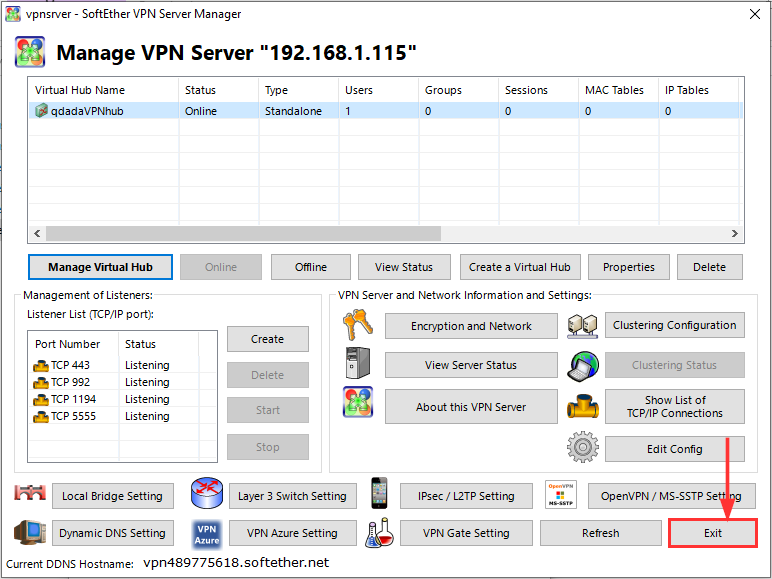 vpnsrver - SoftEther VPN Server Manager
Manage VPN Server "192.168.1.115"
Virtual Hub Name Status Type Users Groups Sessions MAC Tables IP Tables
qdadaVPNhub Online Standalone 1 0 0 0 0
Manage Virtual Hub Online Offline View Status Create a Virtual Hub Properties Delete
Management of Listeners:
Listener List (TCP/IP port):
Port Number Status
TCP 443 Listening
TCP 992 Listening
TCP 1194 Listening
TCP 5555 Listening
Create
Delete
Start
Stop
VPN Server and Network Information and Settings:
Encryption and Network Clustering Configuration
View Server Status Clustering Status
About this VPN Server Show List of
TCP/IP Connections
Edit Config
Local Bridge Setting Layer 3 Switch Setting IPsec / L2TP Setting OpenVPN MS-SSTP OpenVPN / MS-SSTP Setting
Dynamic DNS Setting VPN Azure VPN Azure Setting VPN Gate Setting Refresh Exit
Current DDNS Hostname: vpn489775618.softether.net